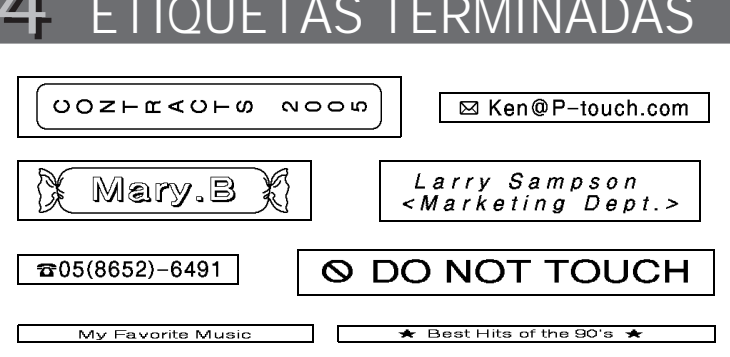 4 ETIQUETAS TERMINADAS
CONTRACTS 2005
✉ Ken@P-touch.com
Mary.B
Larry Sampson
<Marketing Dept.>
☎05(8652)-6491
🚫 DO NOT TOUCH
My Favorite Music
★ Best Hits of the 90's ★